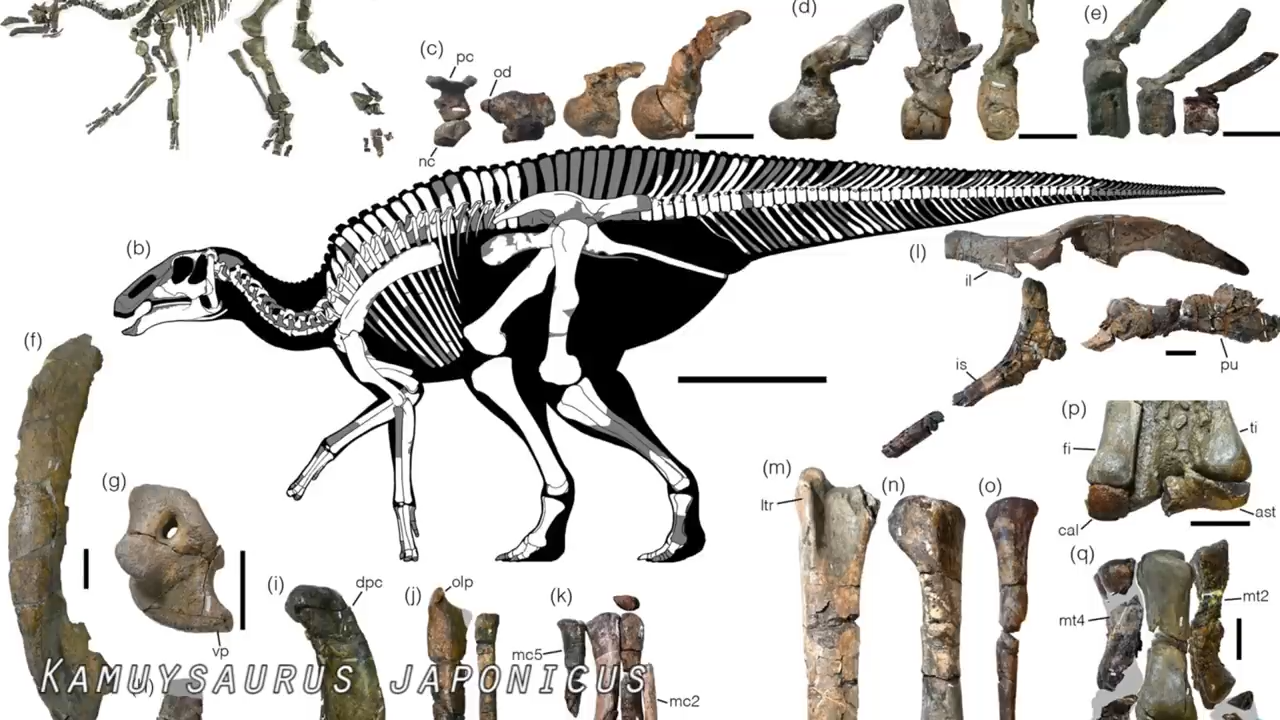 (c)
pc
od
nc
(d)
(e)
(b)
(l)
il
is
pu
(f)
(g)
vp
(m)
ltr
(n)
(o)
(p)
fi
ti
cal
ast
(q)
mt4
mt2
(i)
dpc
(j)
olp
(k)
mc5
mc2
KAMUYSAURUS JAPONICUS